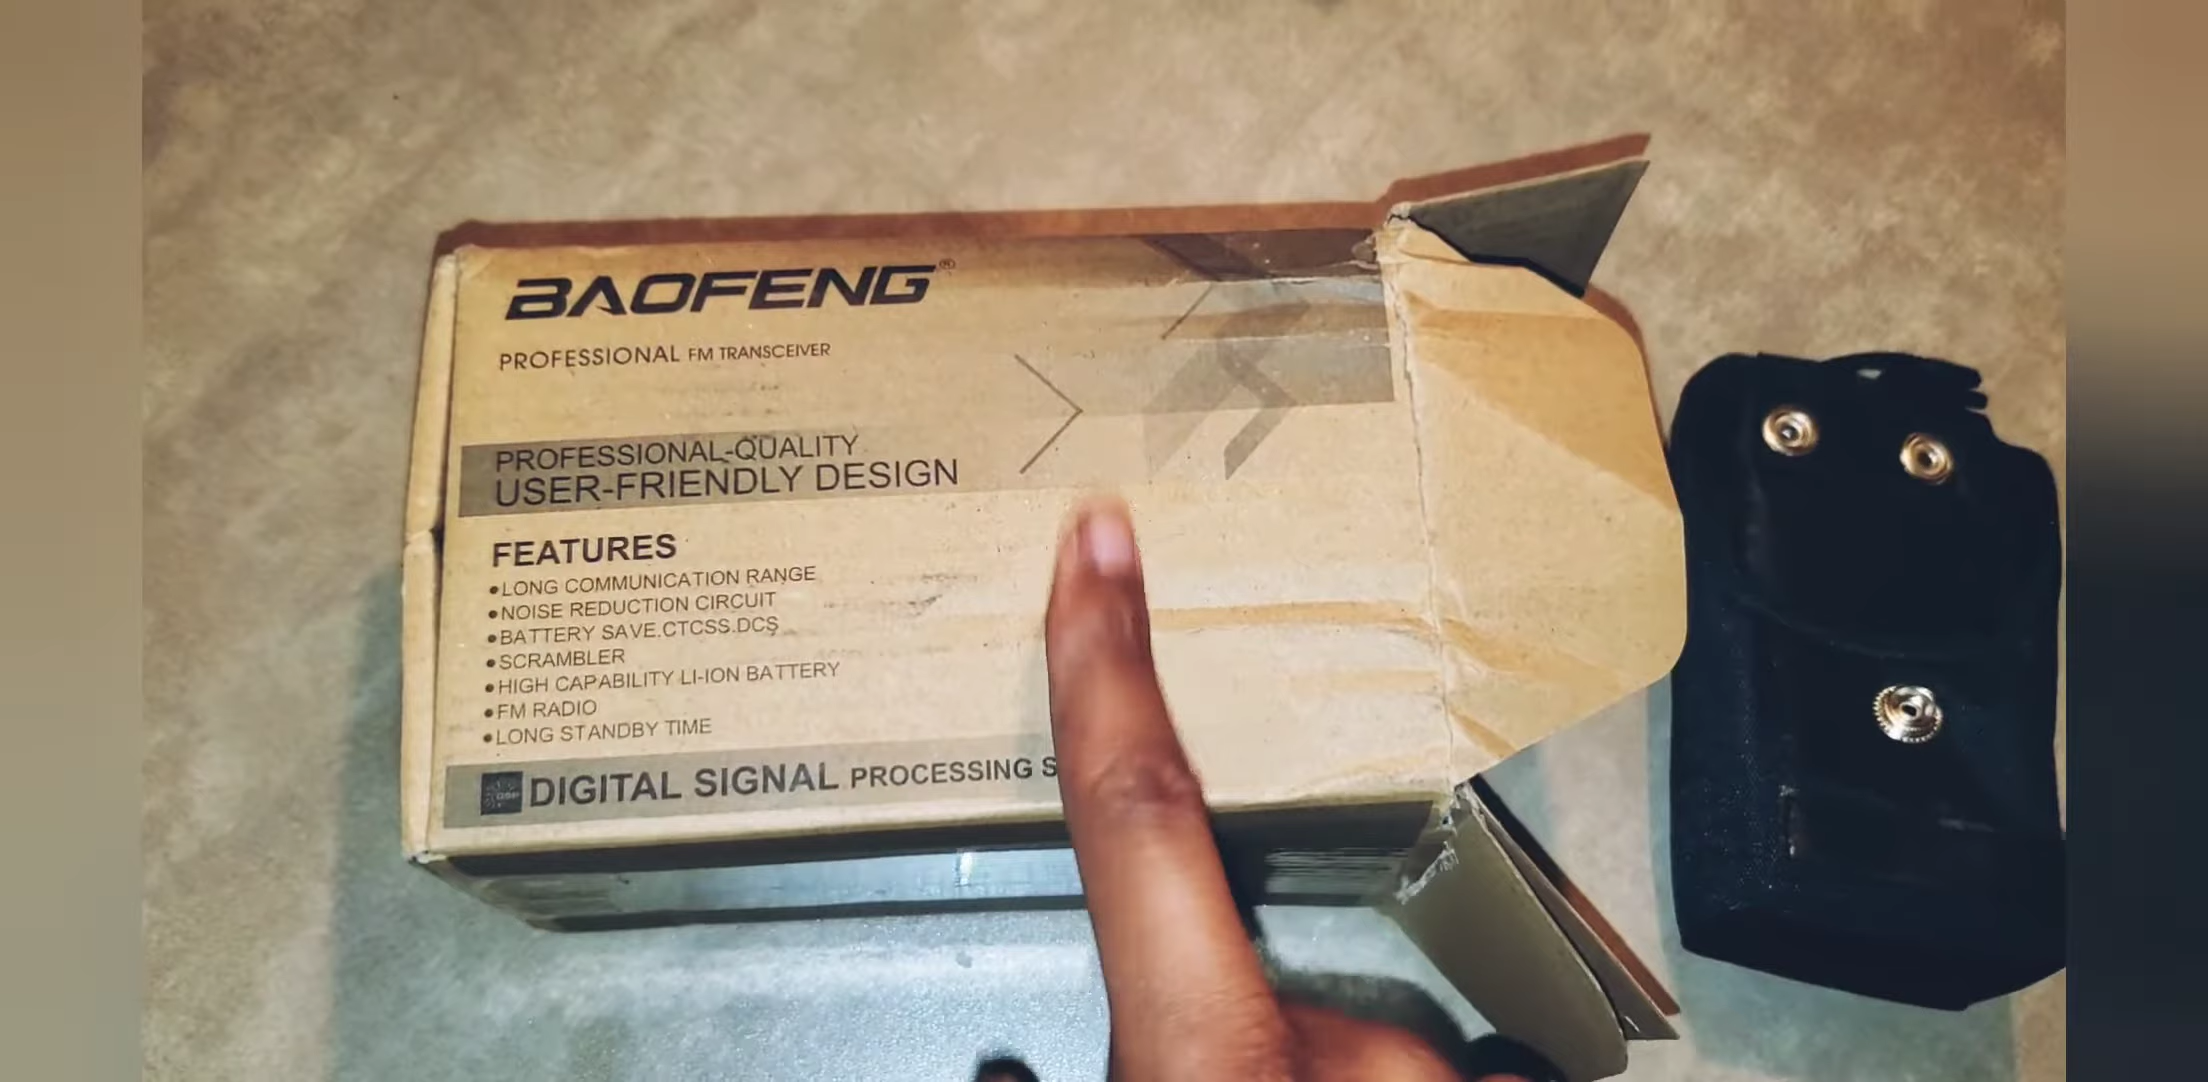 BAOFENG®
PROFESSIONAL FM TRANSCEIVER
PROFESSIONAL-QUALITY
USER-FRIENDLY DESIGN
FEATURES
•LONG COMMUNICATION RANGE
•NOISE REDUCTION CIRCUIT
•BATTERY SAVE.CTCSS.DCS
•SCRAMBLER
•HIGH CAPABILITY LI-ION BATTERY
•FM RADIO
•LONG STANDBY TIME
DIGITAL SIGNAL PROCESSING